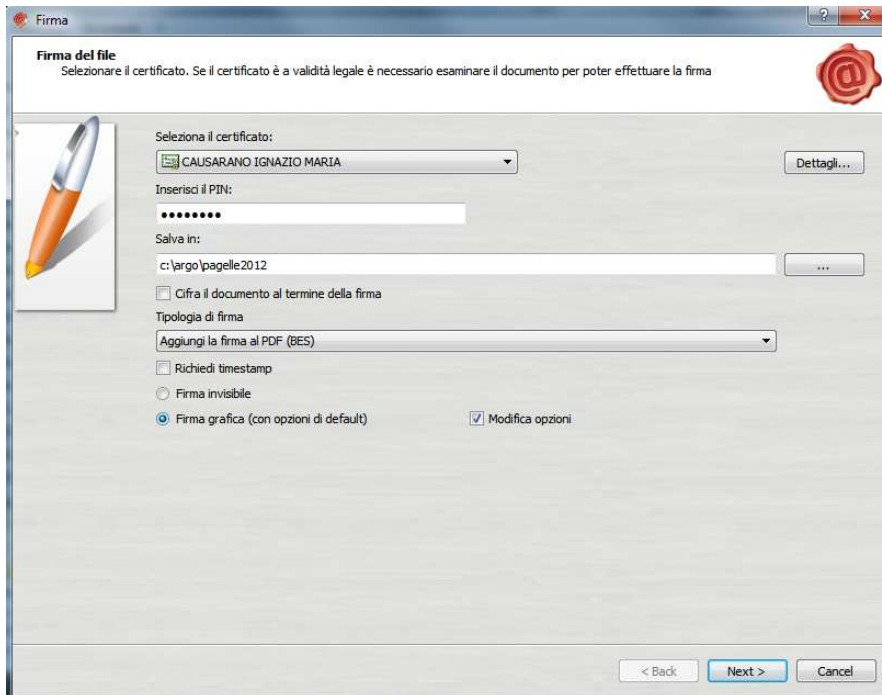 Firma
Firma del file
Selezionare il certificato. Se il certificato è a validità legale è necessario esaminare il documento per poter effettuare la firma
Seleziona il certificato:
CAUSARANO IGNAZIO MARIA
Dettagli...
Inserisci il PIN:
••••••••
Salva in:
c:\argo\pagelle2012
...
Cifra il documento al termine della firma
Tipologia di firma
Aggiungi la firma al PDF (BES)
Richiedi timestamp
Firma invisibile
Firma grafica (con opzioni di default) Modifica opzioni
< Back Next > Cancel